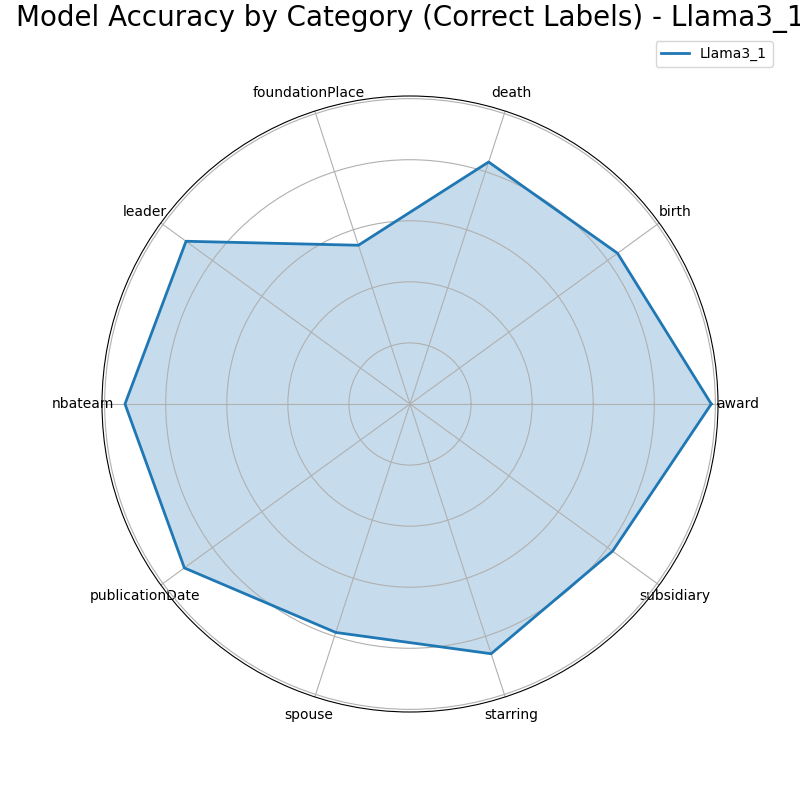 Model Accuracy by Category (Correct Labels) - Llama3_1
Llama3_1
foundationPlace
death
leader
birth
nbateam
award
publicationDate
subsidiary
spouse
starring